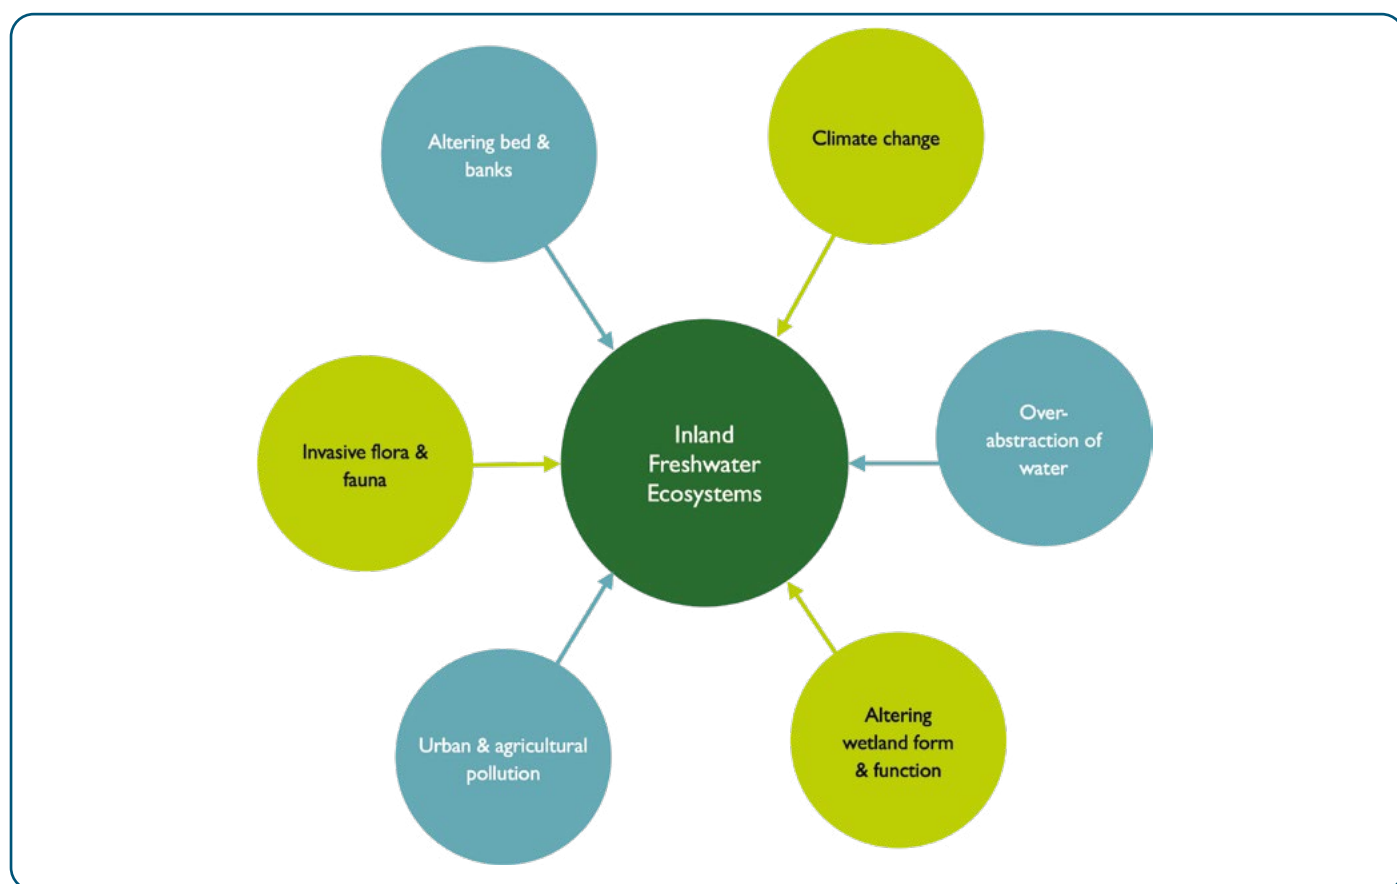 Altering bed &
banks
Climate change
Over-
abstraction of
water
Inland
Freshwater
Ecosystems
Invasive flora &
fauna
Altering
wetland form
& function
Urban & agricultural
pollution